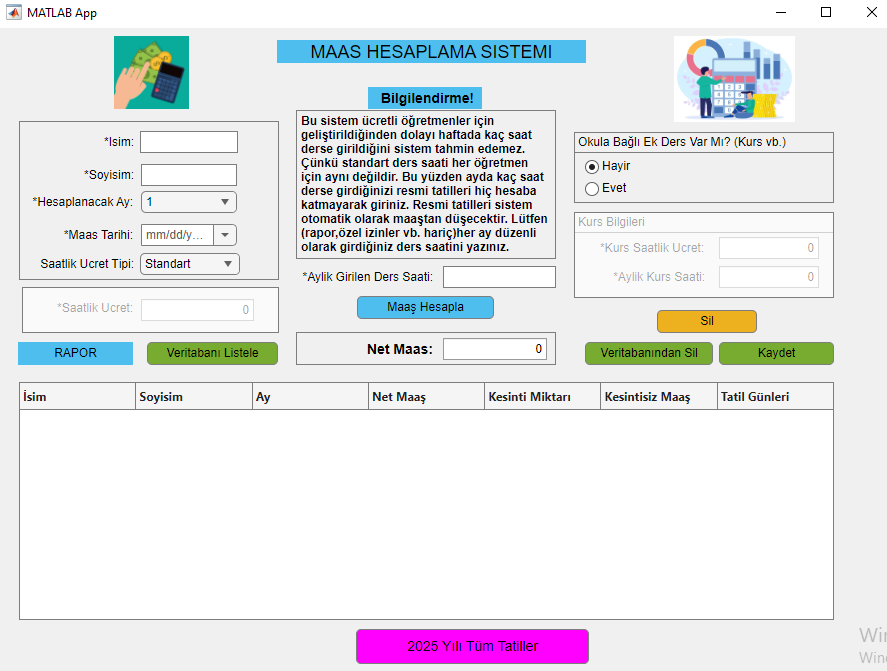 MATLAB App
MAAS HESAPLAMA SISTEMI
Bilgilendirme!
*Isim:
*Soyisim:
*Hesaplanacak Ay: 1
*Maas Tarihi: mm/dd/y...
Saatlik Ucret Tipi: Standart
*Saatlik Ucret: 0
RAPOR
Veritabanı Listele
Bu sistem ücretli öğretmenler için
geliştirildiğinden dolayı haftada kaç saat
derse girildiğini sistem tahmin edemez.
Çünkü standart ders saati her öğretmen
için aynı değildir. Bu yüzden ayda kaç saat
derse girdiğinizi resmi tatilleri hiç hesaba
katmayarak giriniz. Resmi tatilleri sistem
otomatik olarak maaştan düşecektir. Lütfen
(rapor,özel izinler vb. hariç)her ay düzenli
olarak girdiğiniz ders saatini yazınız.
*Aylik Girilen Ders Saati:
Maaş Hesapla
Net Maas: 0
Okula Bağlı Ek Ders Var Mı? (Kurs vb.)
Hayir
Evet
Kurs Bilgileri
*Kurs Saatlik Ucret: 0
*Aylik Kurs Saati: 0
Sil
Veritabanından Sil
Kaydet
İsim Soyisim Ay Net Maaş Kesinti Miktarı Kesintisiz Maaş Tatil Günleri
2025 Yılı Tüm Tatiller